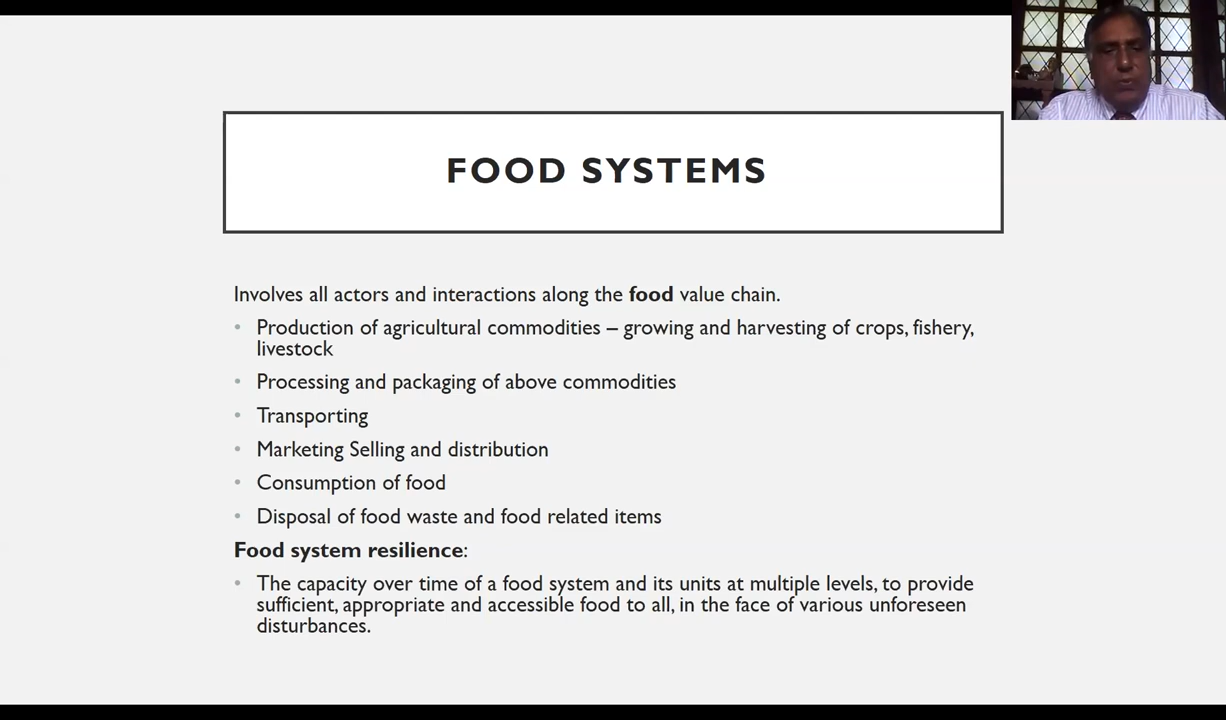 FOOD SYSTEMS
Involves all actors and interactions along the food value chain.
• Production of agricultural commodities – growing and harvesting of crops, fishery,
livestock
• Processing and packaging of above commodities
• Transporting
• Marketing Selling and distribution
• Consumption of food
• Disposal of food waste and food related items
Food system resilience:
• The capacity over time of a food system and its units at multiple levels, to provide
sufficient, appropriate and accessible food to all, in the face of various unforeseen
disturbances.